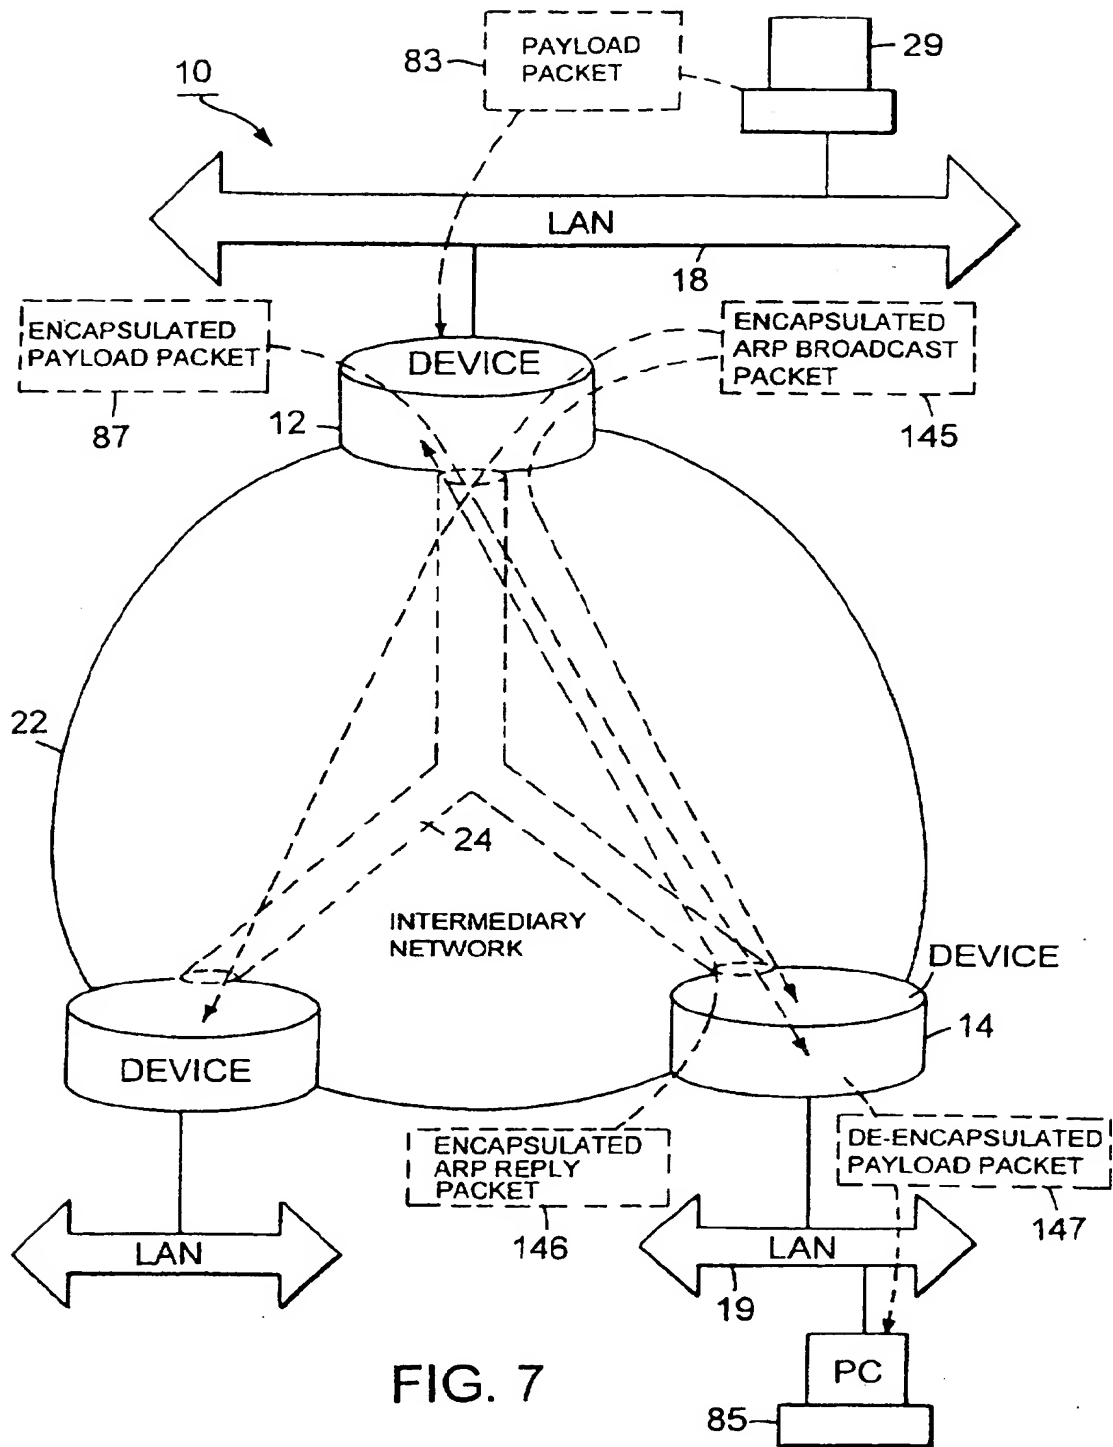 PAYLOAD
PACKET
83
29
10
LAN
18
ENCAPSULATED
PAYLOAD PACKET
87
DEVICE
12
ENCAPSULATED
ARP BROADCAST
PACKET
145
22
24
INTERMEDIARY
NETWORK
DEVICE
DEVICE
14
ENCAPSULATED
ARP REPLY
PACKET
146
DE-ENCAPSULATED
PAYLOAD PACKET
147
LAN
LAN
19
PC
85
FIG. 7